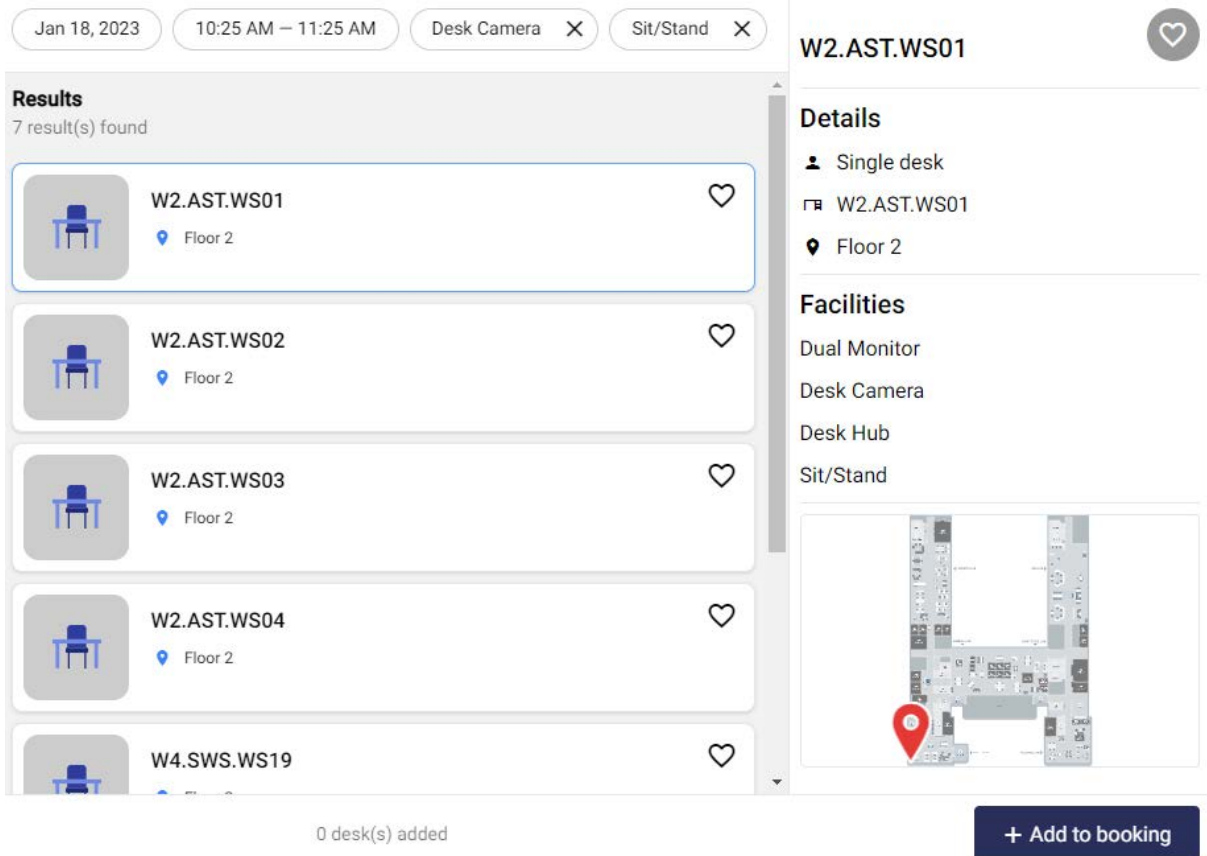 Jan 18, 2023
10:25 AM — 11:25 AM
Desk Camera
Sit/Stand
Results
7 result(s) found
W2.AST.WS01
Floor 2
W2.AST.WS02
Floor 2
W2.AST.WS03
Floor 2
W2.AST.WS04
Floor 2
W4.SWS.WS19
0 desk(s) added
W2.AST.WS01
Details
Single desk
W2.AST.WS01
Floor 2
Facilities
Dual Monitor
Desk Camera
Desk Hub
Sit/Stand
+ Add to booking